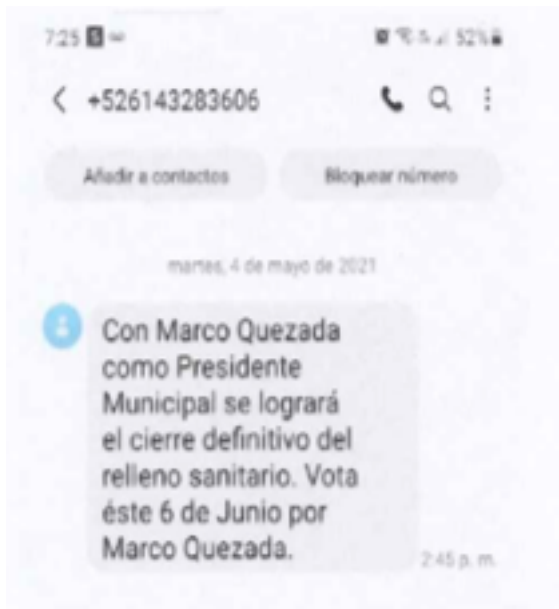 7:25
52%
+526143283606
Añadir a contactos
Bloquear número
martes, 4 de mayo de 2021
Con Marco Quezada
como Presidente
Municipal se logrará
el cierre definitivo del
relleno sanitario. Vota
éste 6 de Junio por
Marco Quezada.
2:45 p. m.